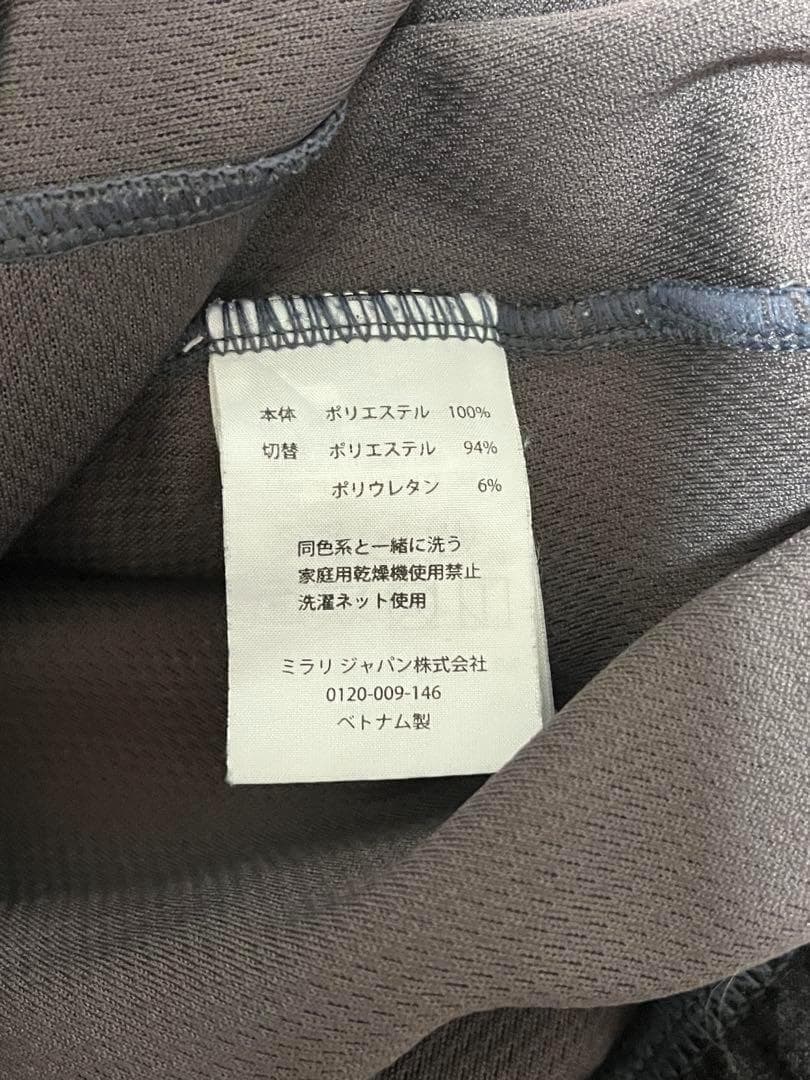 本体 ポリエステル 100%
切替 ポリエステル 94%
ポリウレタン 6%
同色系と一緒に洗う
家庭用乾燥機使用禁止
洗濯ネット使用
ミラリ ジャパン株式会社
0120-009-146
ベトナム製